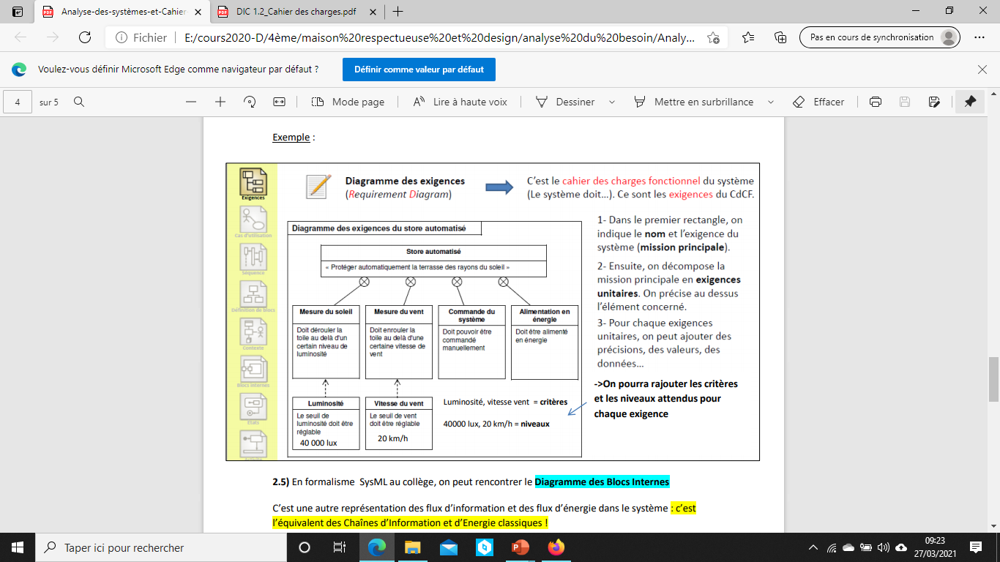 Analyse-des-systèmes-et-Cahier-
DIC 1.2_Cahier des charges.pdf
Fichier
E:/cours2020-D/4ème/maison%20respectueuse%20et%20design/analyse%20du%20besoin/Analy...
Pas en cours de synchronisation
Voulez-vous définir Microsoft Edge comme navigateur par défaut ?
Définir comme valeur par défaut
4
sur 5
Mode page
Lire à haute voix
Dessiner
Mettre en surbrillance
Effacer
Exemple :
Exigences
Cas d'utilisation
Séquence
Définition de blocs
Contexte
Blocs internes
Etats
Diagramme des exigences
(Requirement Diagram)
C'est le cahier des charges fonctionnel du système
(Le système doit…). Ce sont les exigences du CdCF.
Diagramme des exigences du store automatisé
Store automatisé
« Protéger automatiquement la terrasse des rayons du soleil »
Mesure du soleil
Doit dérouler la
toile au delà d'un
certain niveau de
luminosité
Mesure du vent
Doit enrouler la
toile au delà d'une
certaine vitesse de
vent
Commande du
système
Doit pouvoir être
commandé
manuellement
Alimentation en
énergie
Doit être alimenté
en énergie
Luminosité
Le seuil de
luminosité doit être
réglable
40 000 lux
Vitesse du vent
Le seuil de vent
doit être réglable
20 km/h
Luminosité, vitesse vent = critères
40000 lux, 20 km/h = niveaux
1- Dans le premier rectangle, on
indique le nom et l'exigence du
système (mission principale).
2- Ensuite, on décompose la
mission principale en exigences
unitaires. On précise au dessus
l'élément concerné.
3- Pour chaque exigences
unitaires, on peut ajouter des
précisions, des valeurs, des
données…
->On pourra rajouter les critères
et les niveaux attendus pour
chaque exigence
2.5) En formalisme SysML au collège, on peut rencontrer le Diagramme des Blocs Internes
C'est une autre représentation des flux d'information et des flux d'énergie dans le système : c'est
l'équivalent des Chaînes d'Information et d'Energie classiques !
Taper ici pour rechercher
09:23
27/03/2021